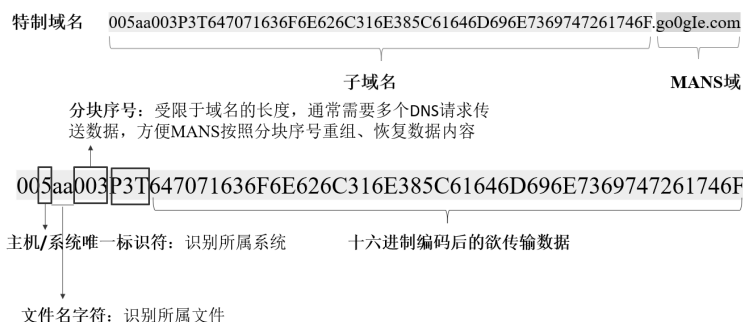 特制域名 005aa003P3T647071636F6E626C316E385C61646D696E7369747261746F.go0gIe.com
子域名 MANS域
分块序号：受限于域名的长度，通常需要多个DNS请求传
送数据，方便MANS按照分块序号重组、恢复数据内容
005aa003P3T647071636F6E626C316E385C61646D696E7369747261746F
主机/系统唯一标识符：识别所属系统 十六进制编码后的欲传输数据
文件名字符：识别所属文件